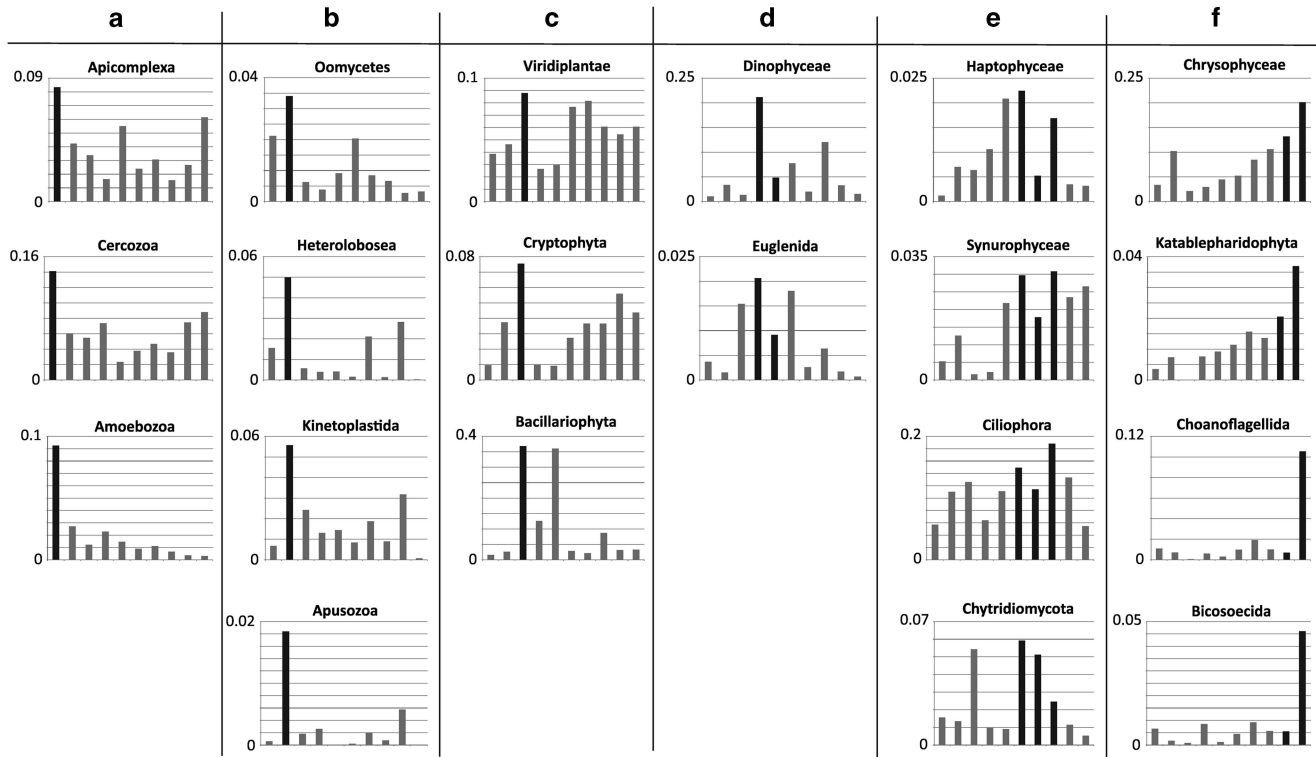 a b c d e f
Apicomplexa Oomycetes Viridiplantae Dinophyceae Haptophyceae Chrysophyceae
0.09 0.04 0.1 0.25 0.025 0.25
0 0 0 0 0 0
Cercozoa Heterolobosea Cryptophyta Euglenida Synurophyceae Katablepharidophyta
0.16 0.06 0.08 0.025 0.035 0.04
0 0 0 0 0 0
Amoebozoa Kinetoplastida Bacillariophyta Ciliophora Choanoflagellida
0.1 0.06 0.4 0.2 0.12
0 0 0 0 0
Apusozoa Chytridiomycota Bicosoecida
0.02 0.07 0.05
0 0 0